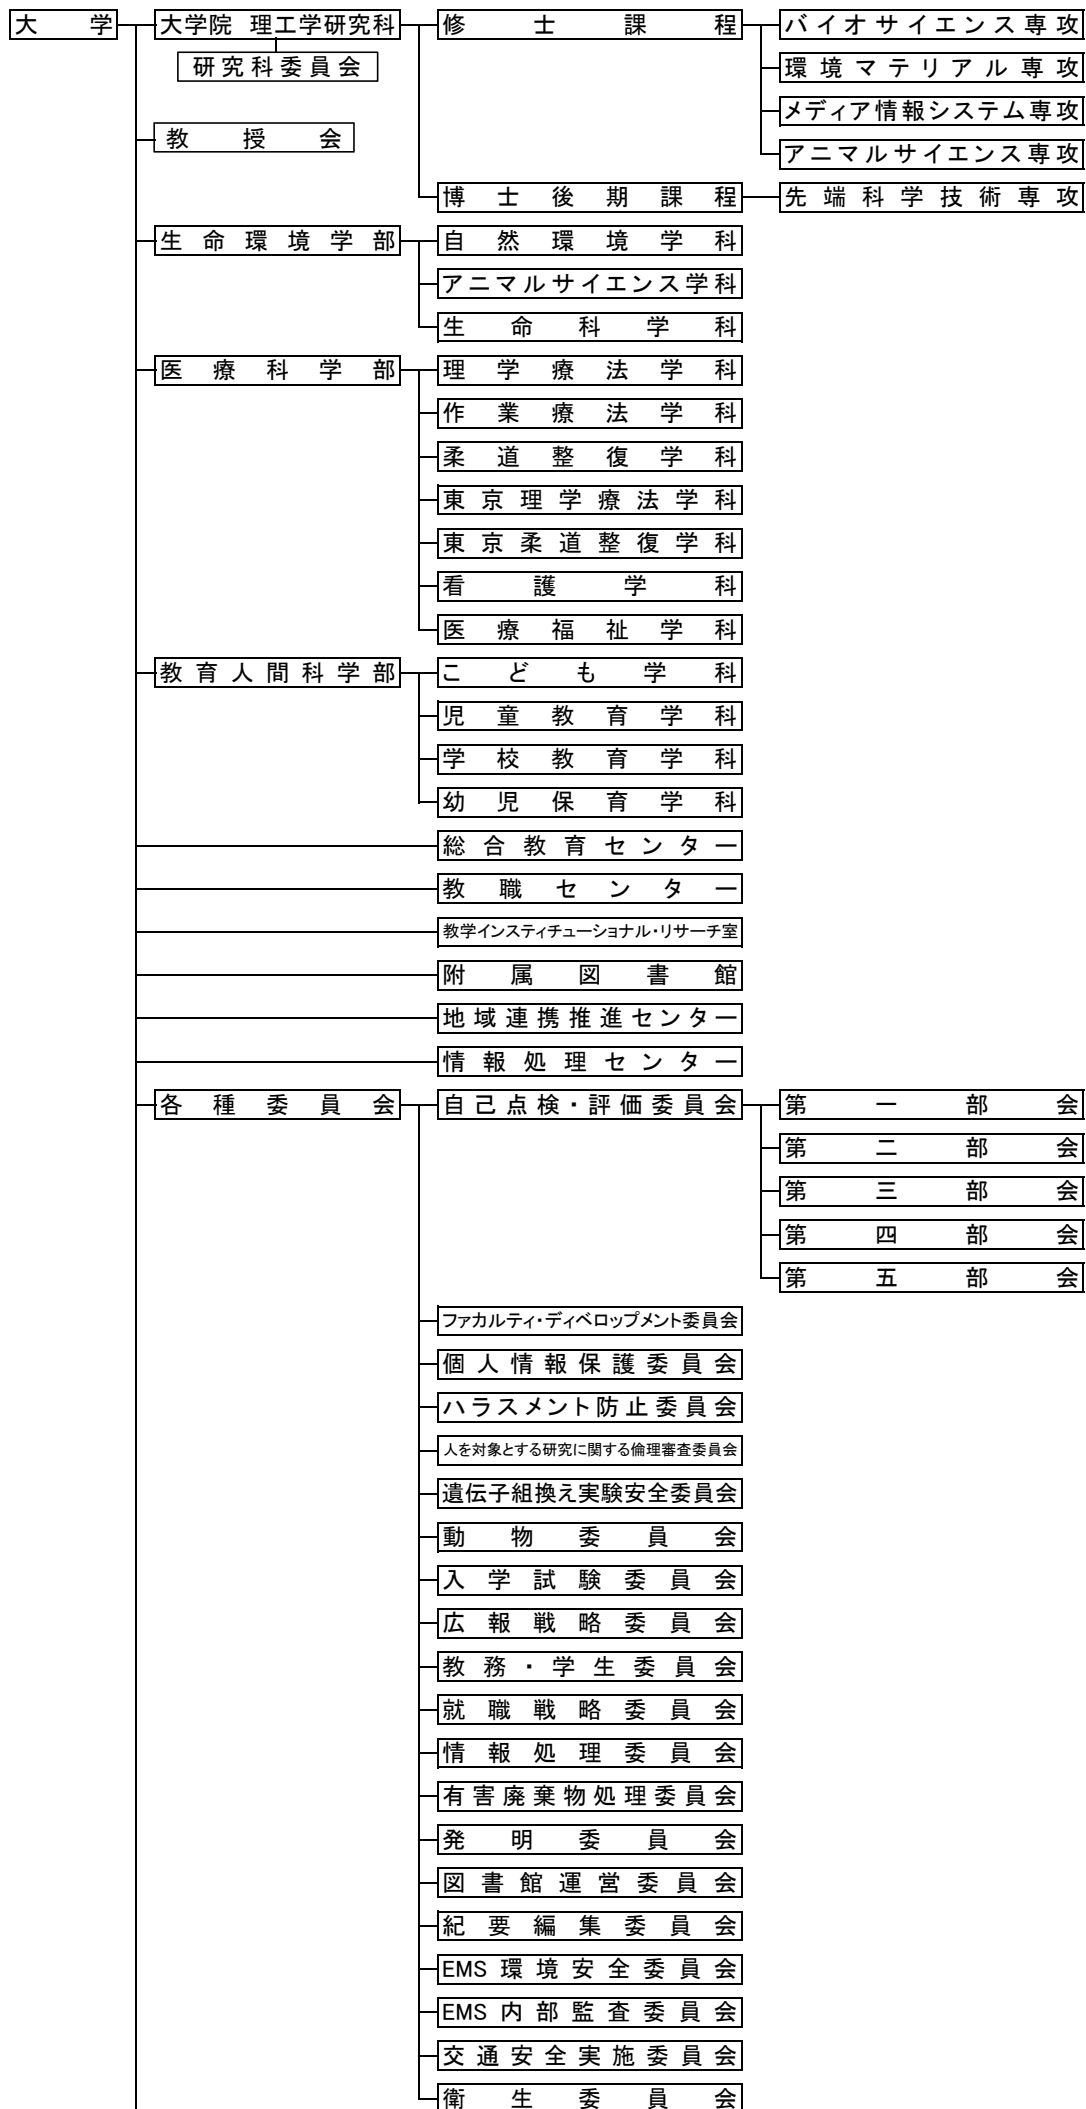 大学 大学院 理工学研究科 修士課程 バイオサイエンス専攻
研究科委員会 環境マテリアル専攻
メディア情報システム専攻
教授会
アニマルサイエンス専攻
博士後期課程 先端科学技術専攻
生命環境学部 自然環境学科
アニマルサイエンス学科
生命科学科
医療科学部 理学療法学科
作業療法学科
柔道整復学科
東京理学療法学科
東京柔道整復学科
看護学科
医療福祉学科
教育人間科学部 こども学科
児童教育学科
学校教育学科
幼児保育学科
総合教育センター
教職センター
教学インスティチューショナル・リサーチ室
附属図書館
地域連携推進センター
情報処理センター
各種委員会 自己点検・評価委員会 第一部会
第二部会
第三部会
第四部会
第五部会
ファカルティ・ディベロップメント委員会
個人情報保護委員会
ハラスメント防止委員会
人を対象とする研究に関する倫理審査委員会
遺伝子組換え実験安全委員会
動物委員会
入学試験委員会
広報戦略委員会
教務・学生委員会
就職戦略委員会
情報処理委員会
有害廃棄物処理委員会
発明委員会
図書館運営委員会
紀要編集委員会
EMS環境安全委員会
EMS内部監査委員会
交通安全実施委員会
衛生委員会